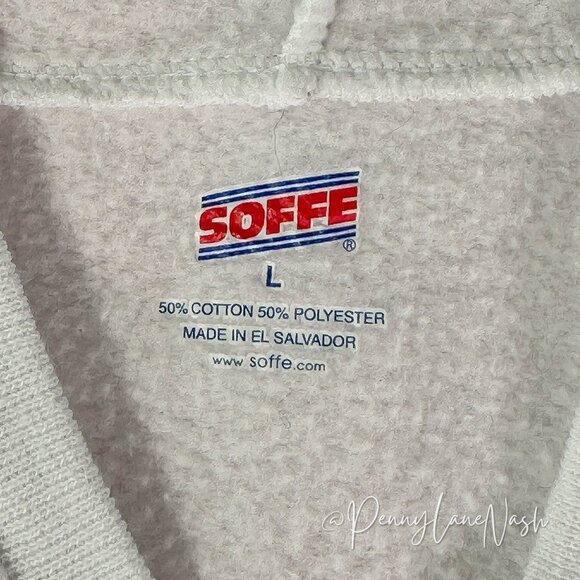 SOFFE
®
L
50% COTTON 50% POLYESTER
MADE IN EL SALVADOR
www.soffe.com
@PennyLaneNash